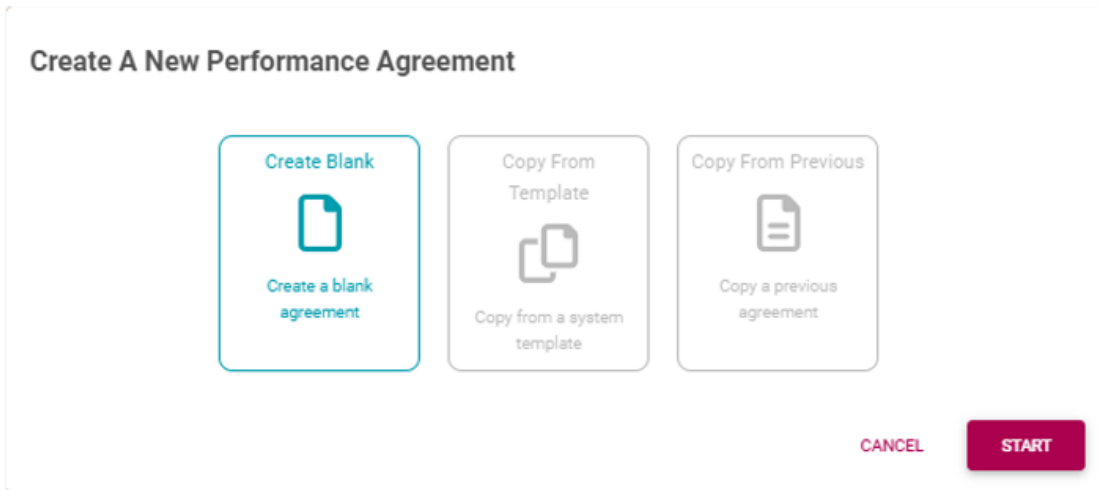 Create A New Performance Agreement
Create Blank
Create a blank
agreement
Copy From
Template
Copy from a system
template
Copy From Previous
Copy a previous
agreement
CANCEL
START